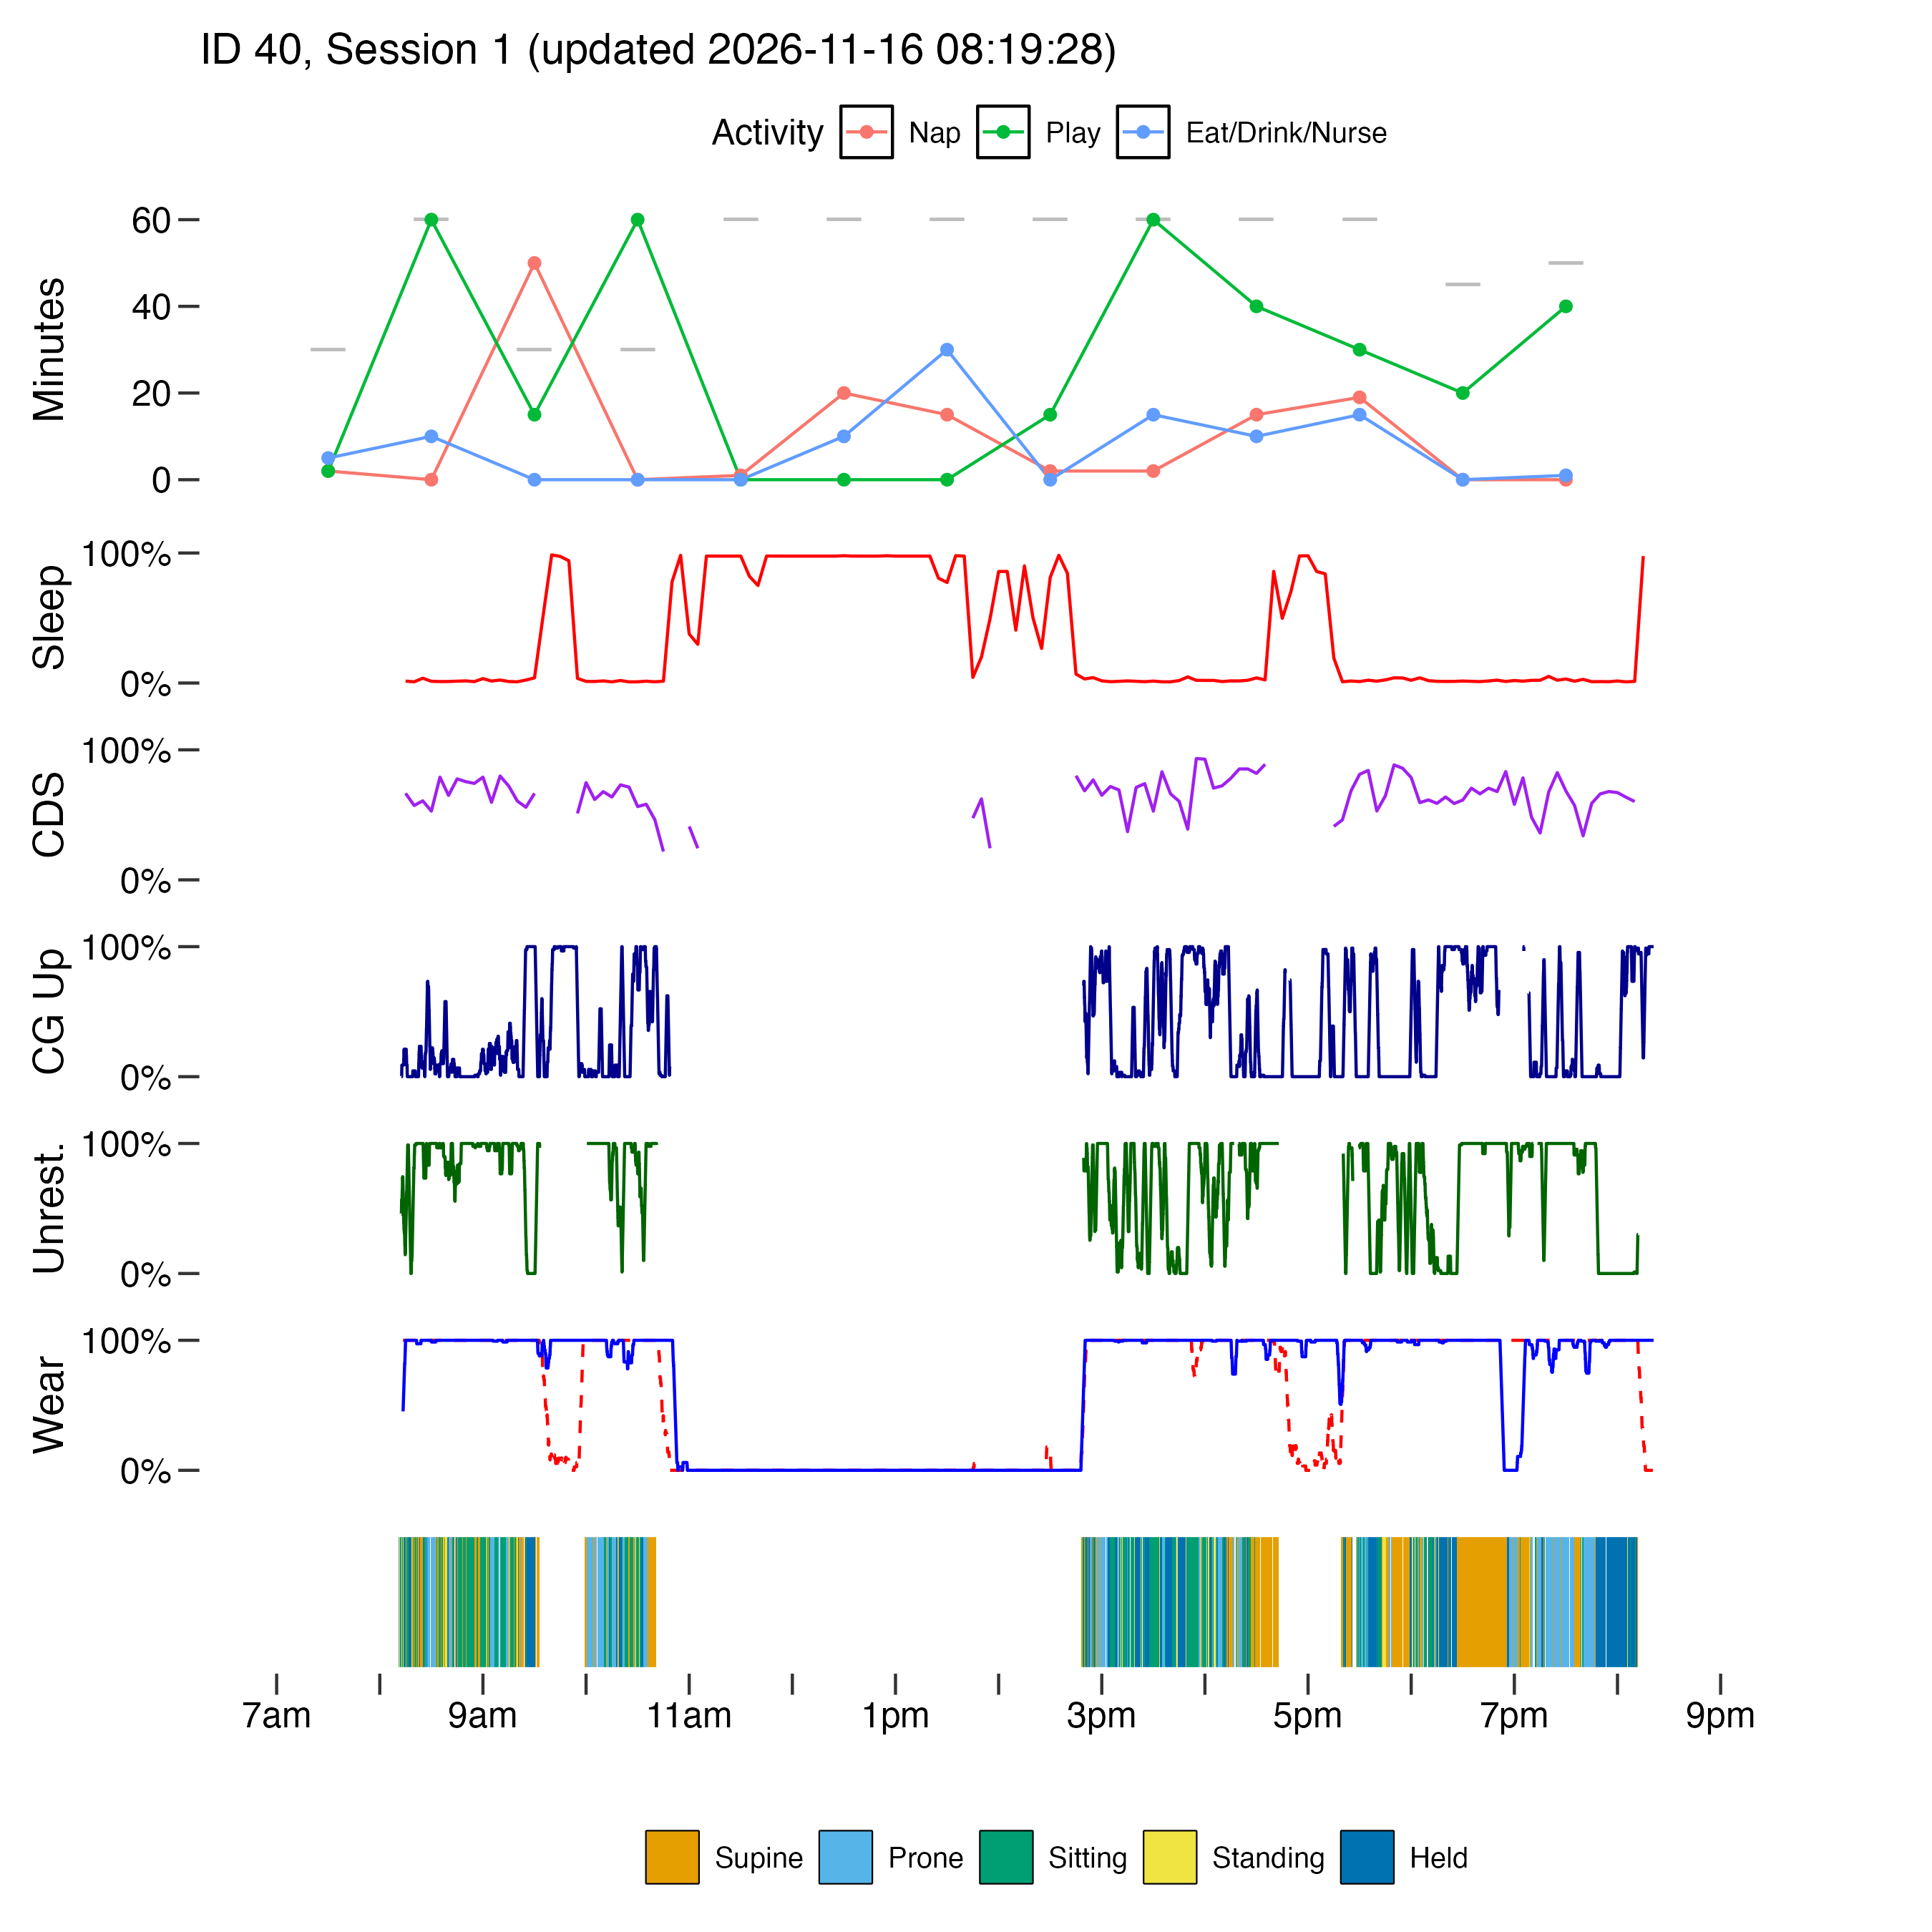 ID 40, Session 1 (updated 2026-11-16 08:19:28)
Activity Nap Play Eat/Drink/Nurse
Minutes
60
40
20
0
Sleep
100%
0%
CDS
100%
0%
CG Up
100%
0%
Unrest.
100%
0%
Wear
100%
0%
7am 9am 11am 1pm 3pm 5pm 7pm 9pm
Supine Prone Sitting Standing Held